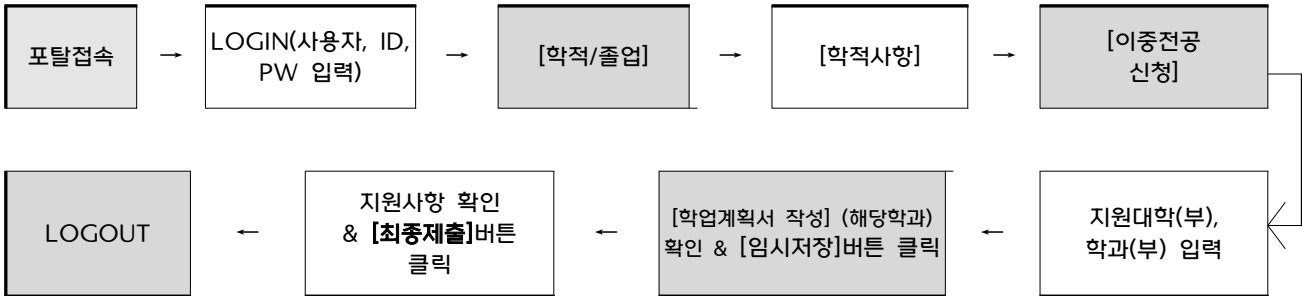 포탈접속
→
LOGIN(사용자, ID,
PW 입력)
→
[학적/졸업]
→
[학적사항]
→
[이중전공
신청]
지원대학(부),
학과(부) 입력
←
[학업계획서 작성] (해당학과)
확인 & [임시저장]버튼 클릭
←
지원사항 확인
& [최종제출]버튼
클릭
←
LOGOUT